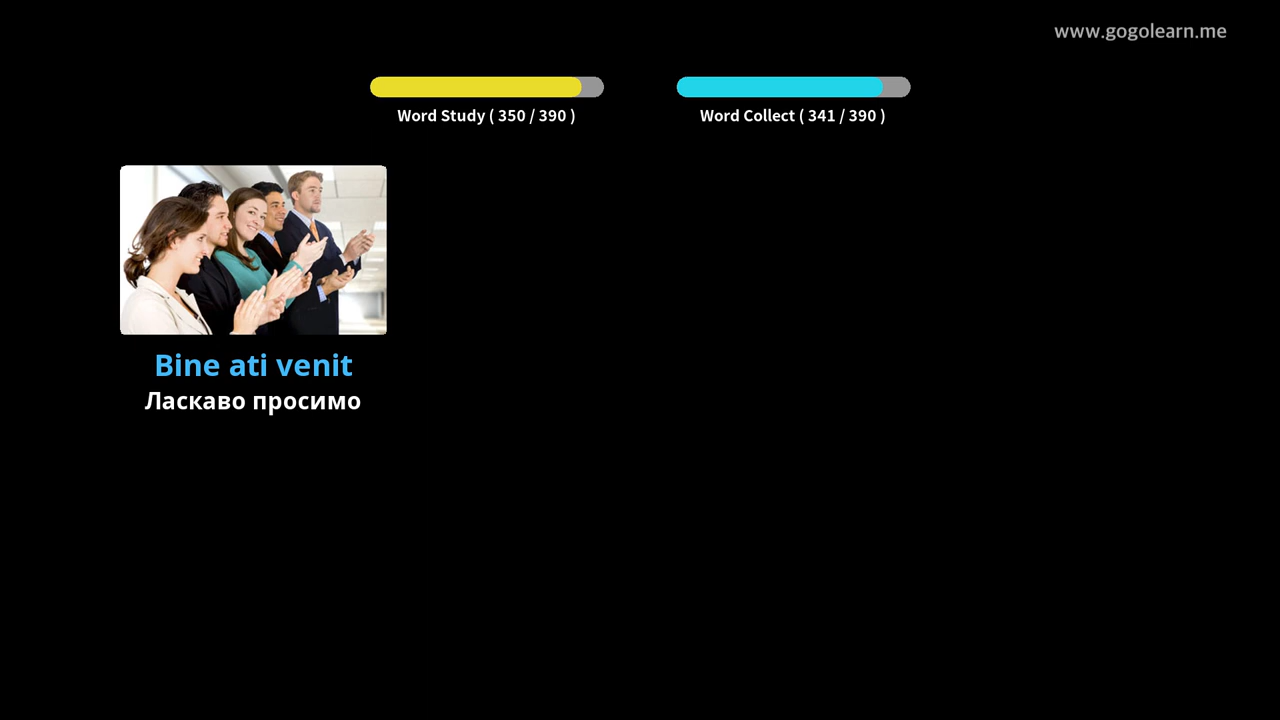 www.gogolearn.me
Word Study ( 350 / 390 )
Word Collect ( 341 / 390 )
Bine ati venit
Ласкаво просимо